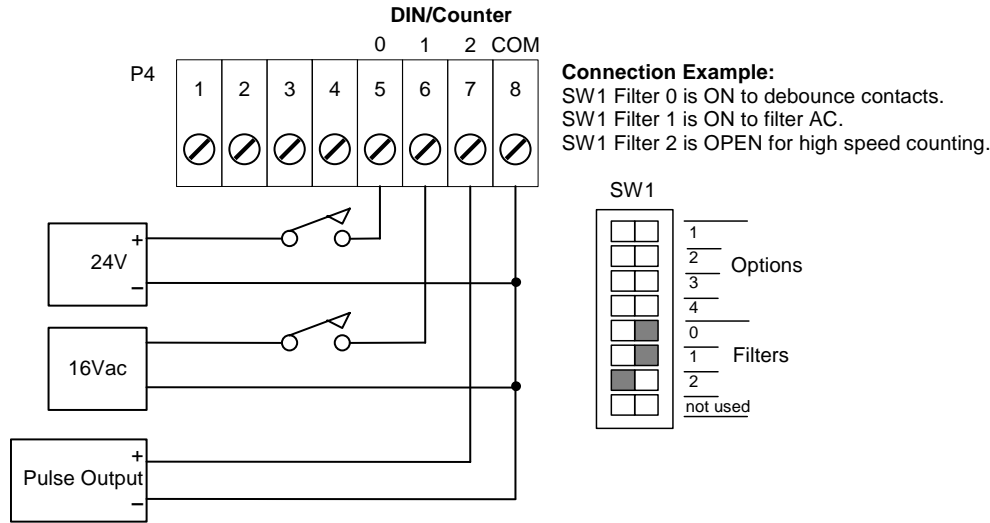 DIN/Counter
0 1 2 COM
P4
1 2 3 4 5 6 7 8
Connection Example:
SW1 Filter 0 is ON to debounce contacts.
SW1 Filter 1 is ON to filter AC.
SW1 Filter 2 is OPEN for high speed counting.
SW1
1
2
3
4
Options
0
1
2
not used
Filters
+
24V
–
16Vac
+
Pulse Output
–